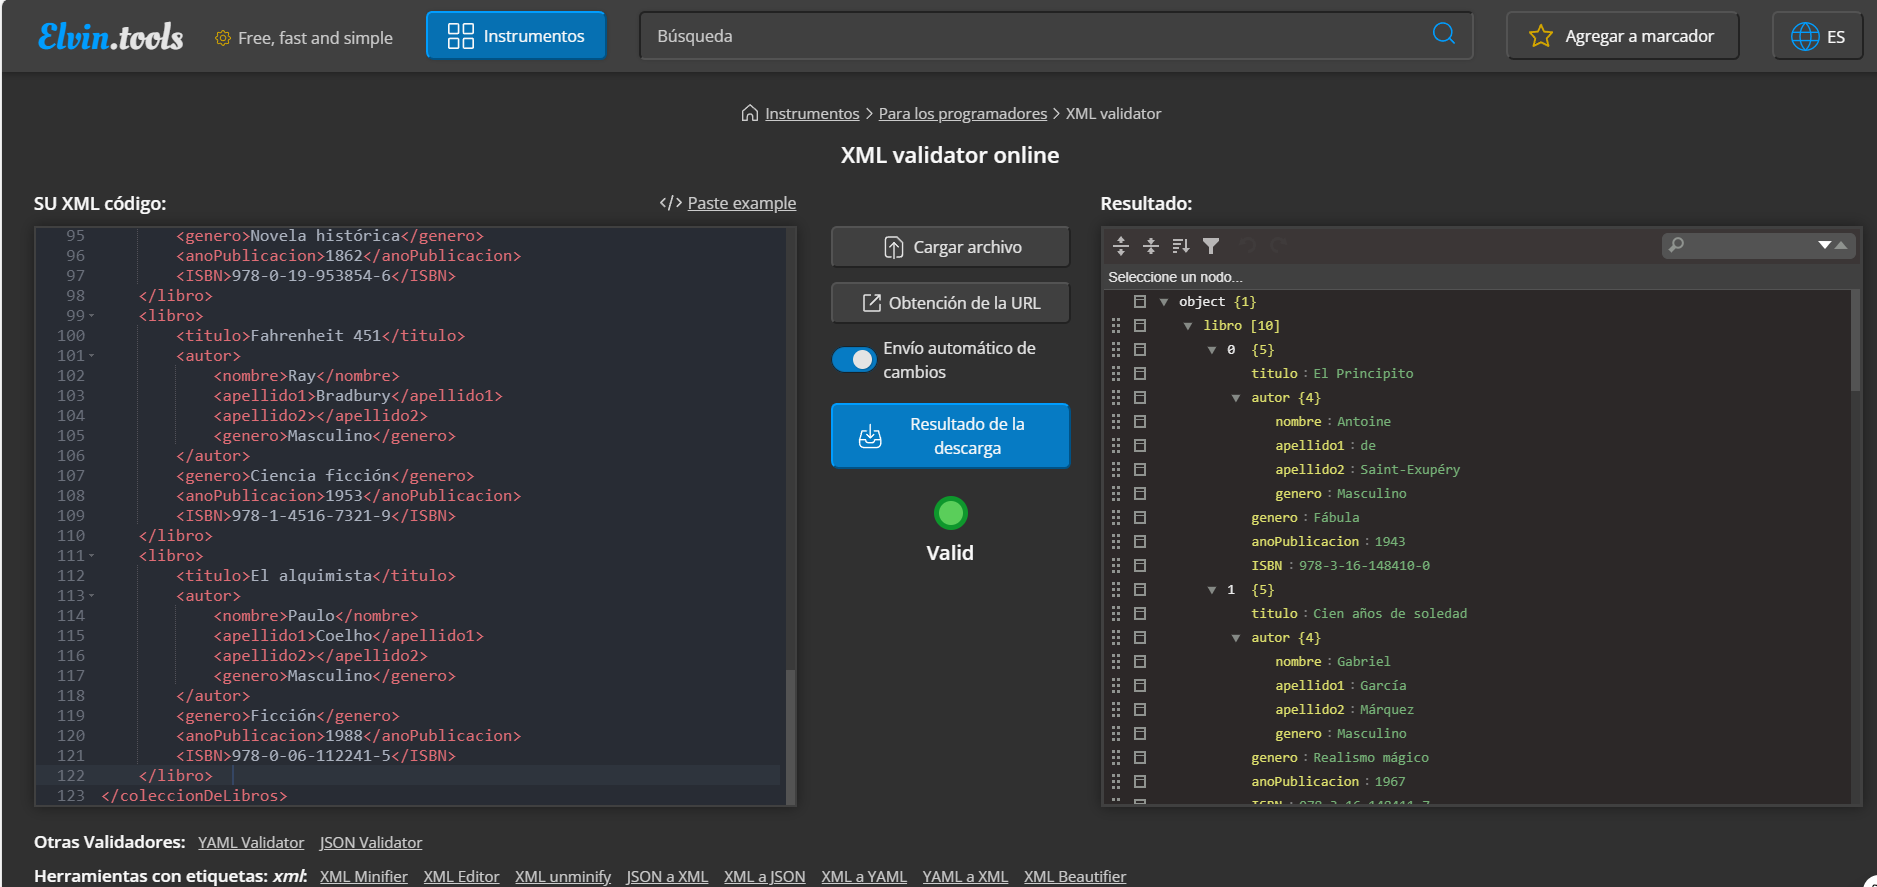 Elvin.tools
Free, fast and simple
Instrumentos
Búsqueda
Agregar a marcador
ES
Instrumentos > Para los programadores > XML validator
XML validator online
SU XML código:
</> Paste example
95 <genero>Novela histórica</genero>
96 <anoPublicacion>1862</anoPublicacion>
97 <ISBN>978-0-19-953854-6</ISBN>
98 </libro>
99 <libro>
100 <titulo>Fahrenheit 451</titulo>
101 <autor>
102 <nombre>Ray</nombre>
103 <apellido1>Bradbury</apellido1>
104 <apellido2></apellido2>
105 <genero>Masculino</genero>
106 </autor>
107 <genero>Ciencia ficción</genero>
108 <anoPublicacion>1953</anoPublicacion>
109 <ISBN>978-1-4516-7321-9</ISBN>
110 </libro>
111 <libro>
112 <titulo>El alquimista</titulo>
113 <autor>
114 <nombre>Paulo</nombre>
115 <apellido1>Coelho</apellido1>
116 <apellido2></apellido2>
117 <genero>Masculino</genero>
118 </autor>
119 <genero>Ficción</genero>
120 <anoPublicacion>1988</anoPublicacion>
121 <ISBN>978-0-06-112241-5</ISBN>
122 </libro>
123 </coleccionDeLibros>
Cargar archivo
Obtención de la URL
Envío automático de
cambios
Resultado de la
descarga
Valid
Resultado:
Seleccione un nodo...
object {1}
libro [10]
0 {5}
titulo : El Principito
autor {4}
nombre : Antoine
apellido1 : de
apellido2 : Saint-Exupéry
genero : Masculino
genero : Fábula
anoPublicacion : 1943
ISBN : 978-3-16-148410-0
1 {5}
titulo : Cien años de soledad
autor {4}
nombre : Gabriel
apellido1 : García
apellido2 : Márquez
genero : Masculino
genero : Realismo mágico
anoPublicacion : 1967
ISBN : 978-3-16-148411-7
Otras Validadores: YAML Validator JSON Validator
Herramientas con etiquetas: xml: XML Minifier XML Editor XML unminify JSON a XML XML a JSON XML a YAML YAML a XML XML Beautifier